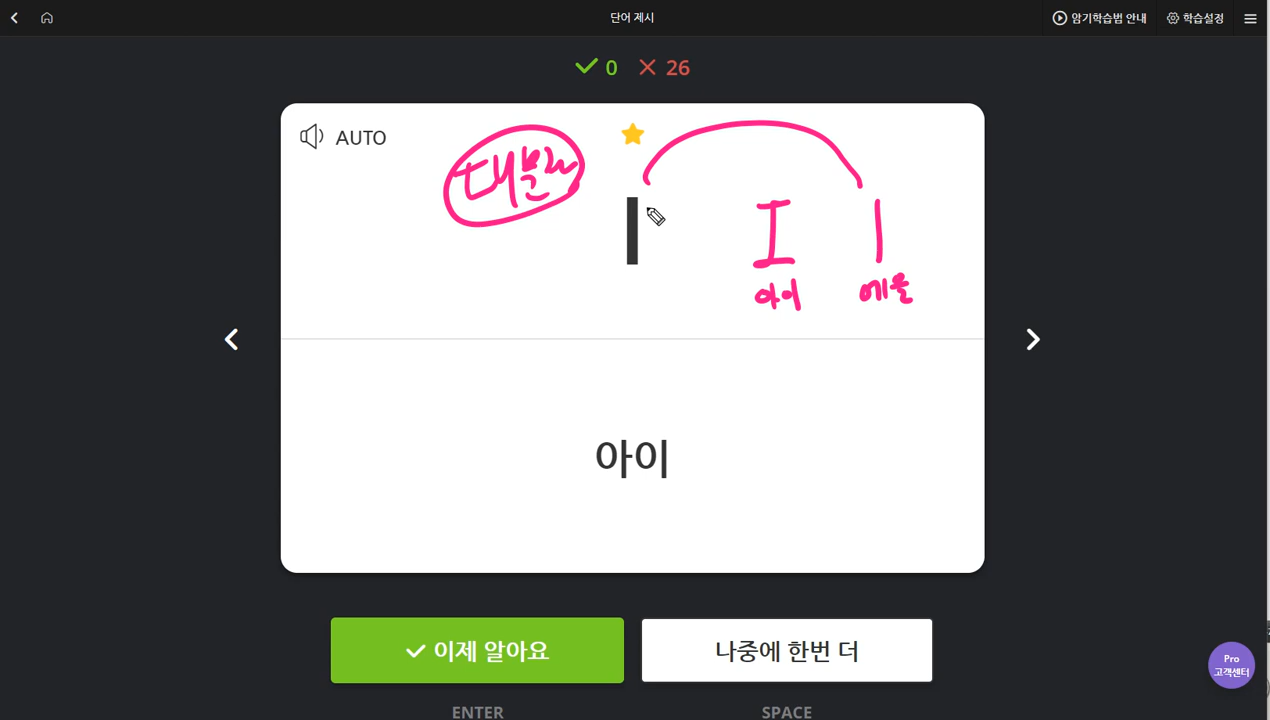 단어 제시
암기학습법 안내
학습설정
0 26
AUTO
대문자
I
I l
아이 에을
아이
이제 알아요
나중에 한번 더
ENTER
SPACE
Pro
고객센터